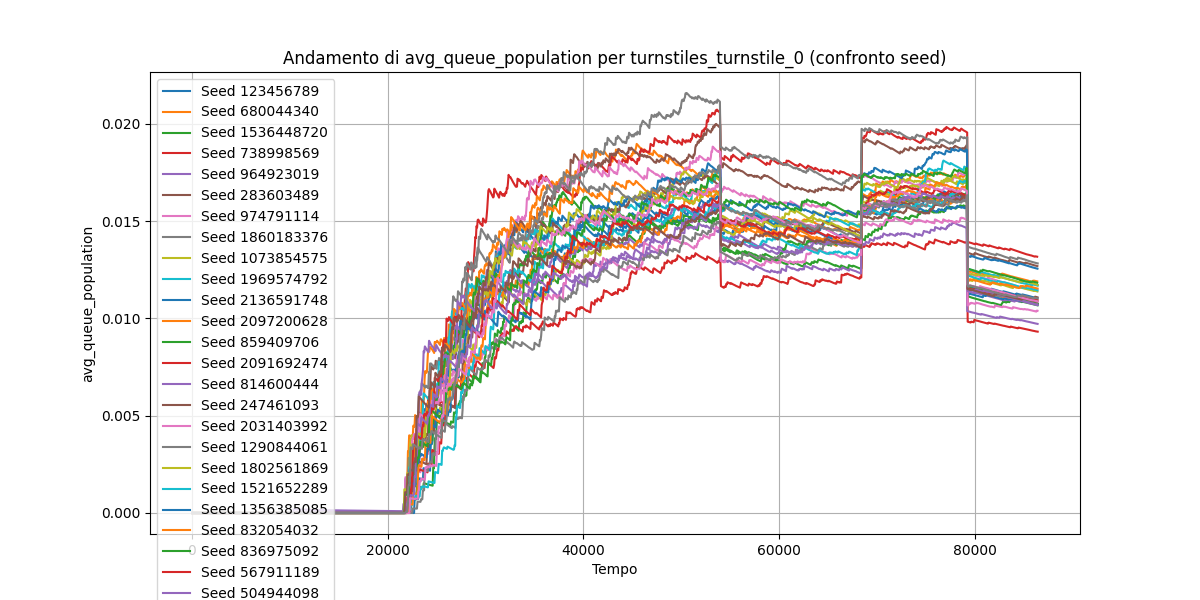 Andamento di avg_queue_population per turnstiles_turnstile_0 (confronto seed)
avg_queue_population
0.020
0.015
0.010
0.005
0.000
Seed 123456789
Seed 680044340
Seed 1536448720
Seed 738998569
Seed 964923019
Seed 283603489
Seed 974791114
Seed 1860183376
Seed 1073854575
Seed 1969574792
Seed 2136591748
Seed 2097200628
Seed 859409706
Seed 2091692474
Seed 814600444
Seed 247461093
Seed 2031403992
Seed 1290844061
Seed 1802561869
Seed 1521652289
Seed 1356385085
Seed 832054032
Seed 836975092
Seed 567911189
Seed 504944098
0
20000
40000
60000
80000
Tempo